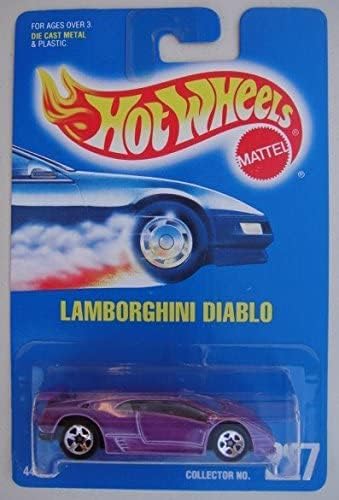 FOR AGES OVER 3.
DIE CAST METAL
& PLASTIC.
HOT WHEELS
MATTEL
®
®
LAMBORGHINI DIABLO
COLLECTOR NO.